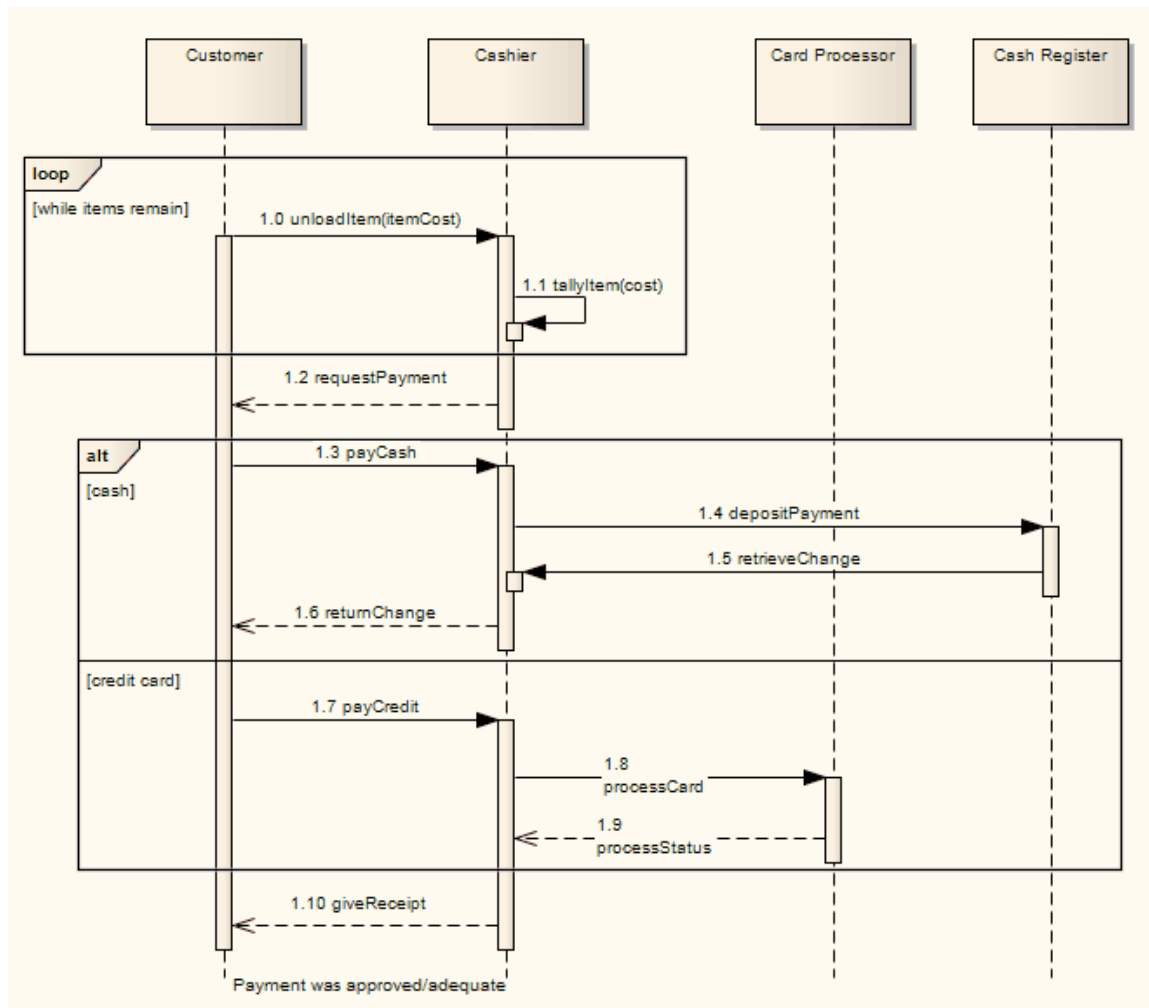 Customer
Cashier
Card Processor
Cash Register
loop
[while items remain]
1.0 unloadItem(itemCost)
1.1 tallyItem(cost)
1.2 requestPayment
alt
[cash]
1.3 payCash
1.4 depositPayment
1.5 retrieveChange
1.6 returnChange
[credit card]
1.7 payCredit
1.8
processCard
1.9
processStatus
1.10 giveReceipt
Payment was approved/adequate